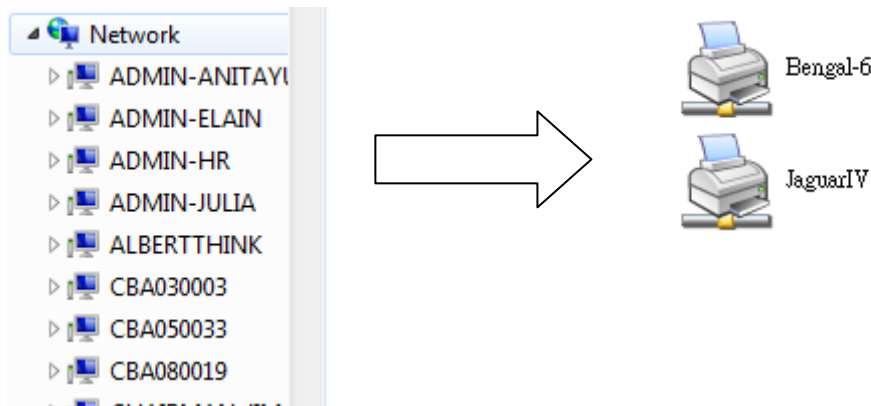 Network
ADMIN-ELAIN
ADMIN-HR
ADMIN-JULIA
ALBERTTHINK
CBA030003
CBA050033
CBA080019
Bengal-6
JaguarIV